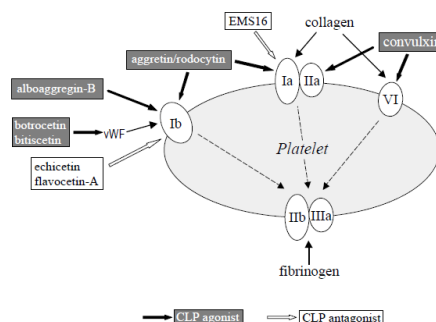 EMS16
collagen
aggretin/rodocytin
convulxin
Ia
IIa
alboaggregin-B
VI
Ib
botrocetin
bitiscetin
vWF
Platelet
echicetin
flavocetin-A
IIb
IIIa
fibrinogen
CLP agonist
CLP antagonist